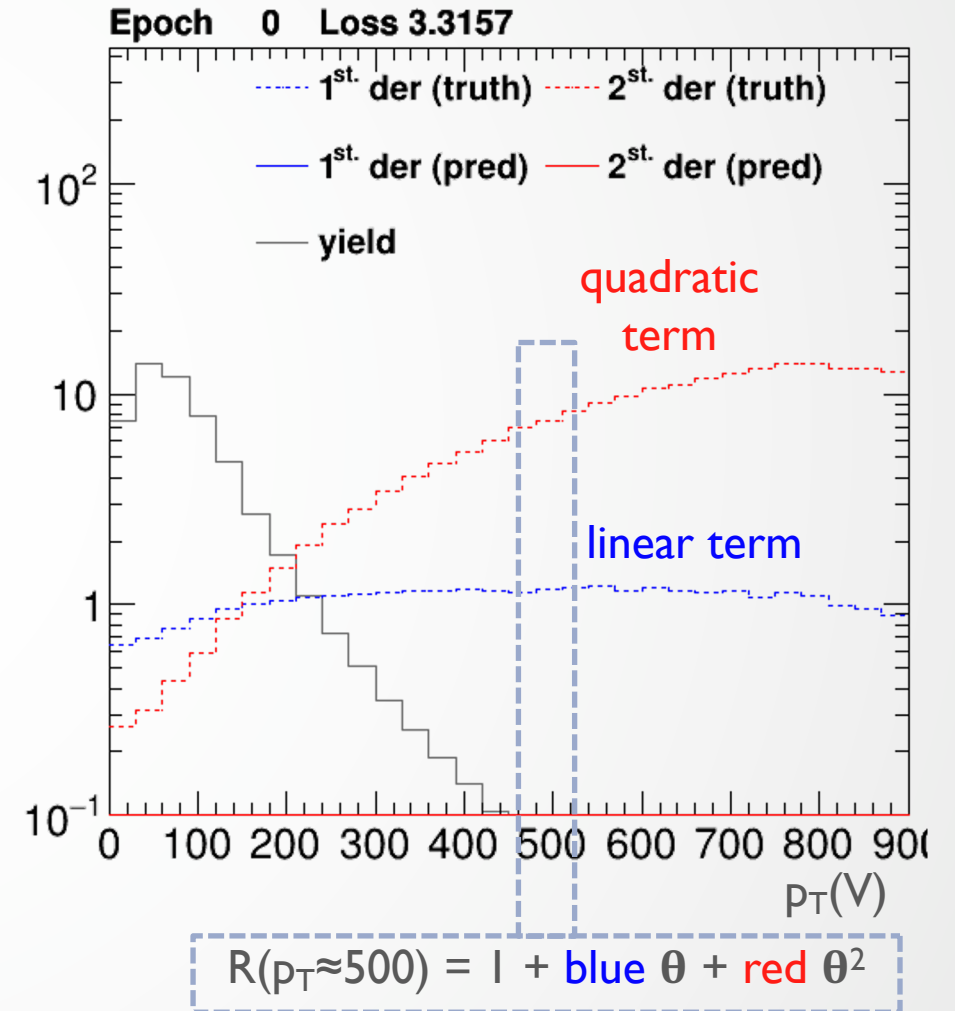 Epoch 0 Loss 3.3157
1st. der (truth) 2st. der (truth)
1st. der (pred) 2st. der (pred)
yield
10²
quadratic
term
10
linear term
1
10⁻¹
0 100 200 300 400 500 600 700 800 900
pT(V)
R(pT≈500) = 1 + blue θ + red θ²